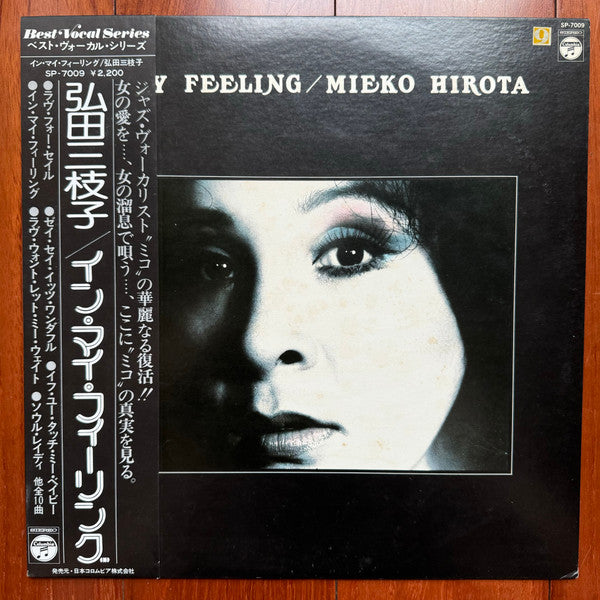 Best・Vocal Series
ベスト・ヴォーカル・シリーズ
イン・マイ・フィーリング/弘田三枝子
SP-7009 ¥2,200
ジャズ・ヴォーカリスト"ミコ"の華麗なる復活!!
女の愛を…、女の溜息で唄う…、ここに"ミコ"の真実を見る。
弘田三枝子/イン・マイ・フィーリング
●ラヴ・フォー・セイル ●ゼイ・セイ・イッツ・ワンダフル ●イフ・ユー・タッチ・ミー・ベイビー
●イン・マイ・フィーリング ●ラヴ・ウォント・レット・ミー・ウェイト ●ソウル・レイディ 他全10曲
STEREO
Columbia
発売元・日本コロムビア株式会社
Y FEELING/MIEKO HIROTA
9
SP-7009
STEREO
Columbia